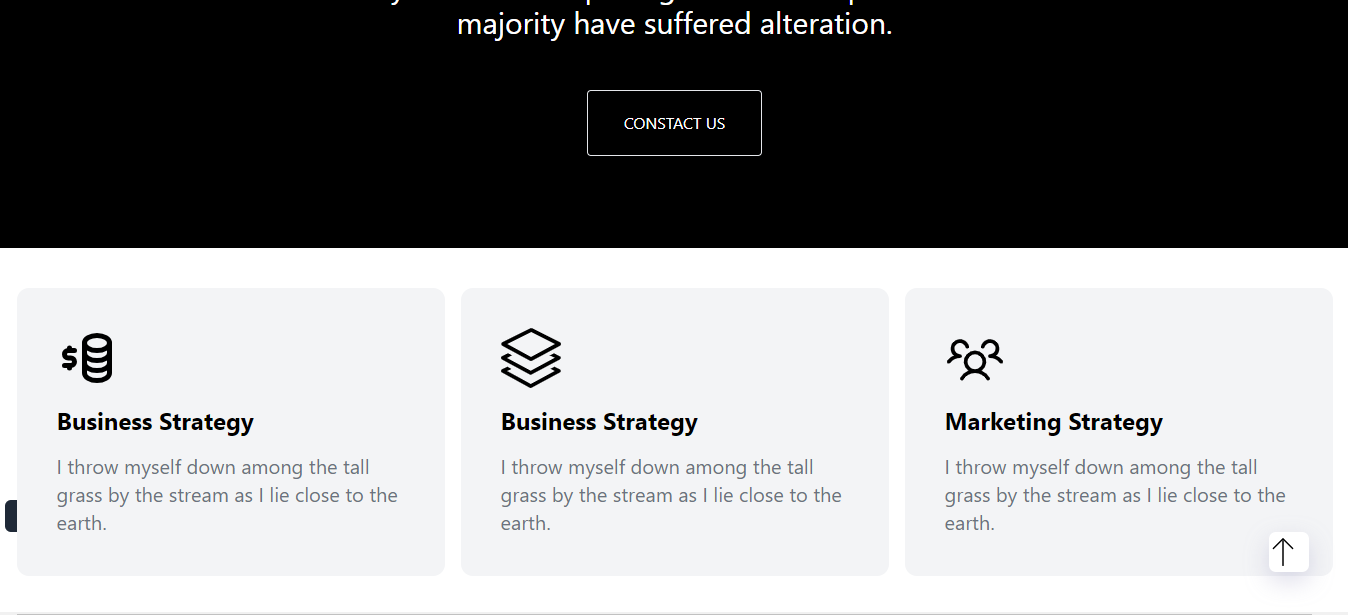 majority have suffered alteration.
CONSTACT US
Business Strategy
I throw myself down among the tall
grass by the stream as I lie close to the
earth.
Business Strategy
I throw myself down among the tall
grass by the stream as I lie close to the
earth.
Marketing Strategy
I throw myself down among the tall
grass by the stream as I lie close to the
earth.